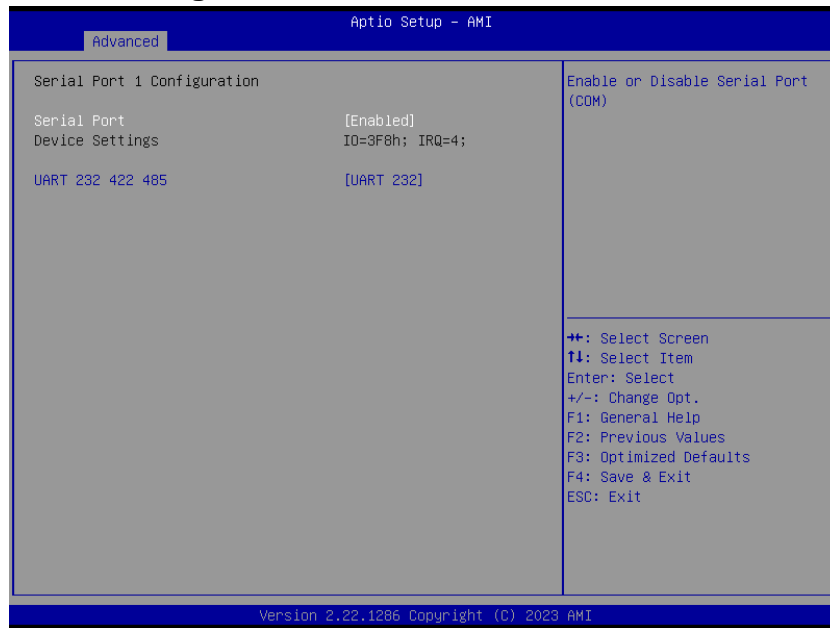 Aptio Setup – AMI
Advanced
Serial Port 1 Configuration
Serial Port [Enabled]
Device Settings IO=3F8h; IRQ=4;
UART 232 422 485 [UART 232]
Enable or Disable Serial Port
(COM)
→←: Select Screen
↑↓: Select Item
Enter: Select
+/-: Change Opt.
F1: General Help
F2: Previous Values
F3: Optimized Defaults
F4: Save & Exit
ESC: Exit
Version 2.22.1286 Copyright (C) 2023 AMI